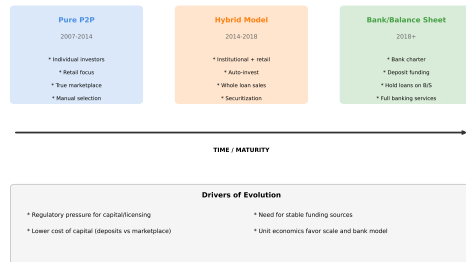 Pure P2P
2007-2014
* Individual investors
* Retail focus
* True marketplace
* Manual selection
Hybrid Model
2014-2018
* Institutional + retail
* Auto-invest
* Whole loan sales
* Securitization
Bank/Balance Sheet
2018+
* Bank charter
* Deposit funding
* Hold loans on B/S
* Full banking services
TIME / MATURITY
Drivers of Evolution
* Regulatory pressure for capital/licensing
* Lower cost of capital (deposits vs marketplace)
* Need for stable funding sources
* Unit economics favor scale and bank model